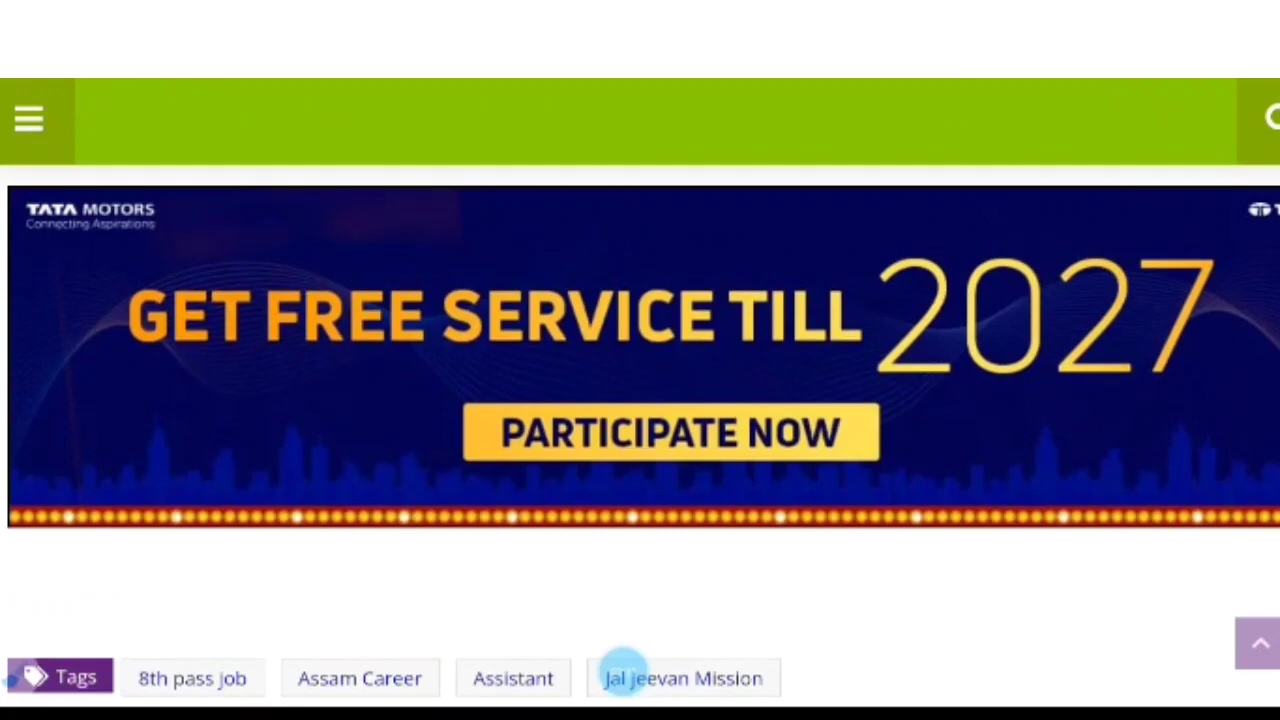 TATA MOTORS
Connecting Aspirations
GET FREE SERVICE TILL 2027
PARTICIPATE NOW
Tags 8th pass job Assam Career Assistant Jal Jeevan Mission